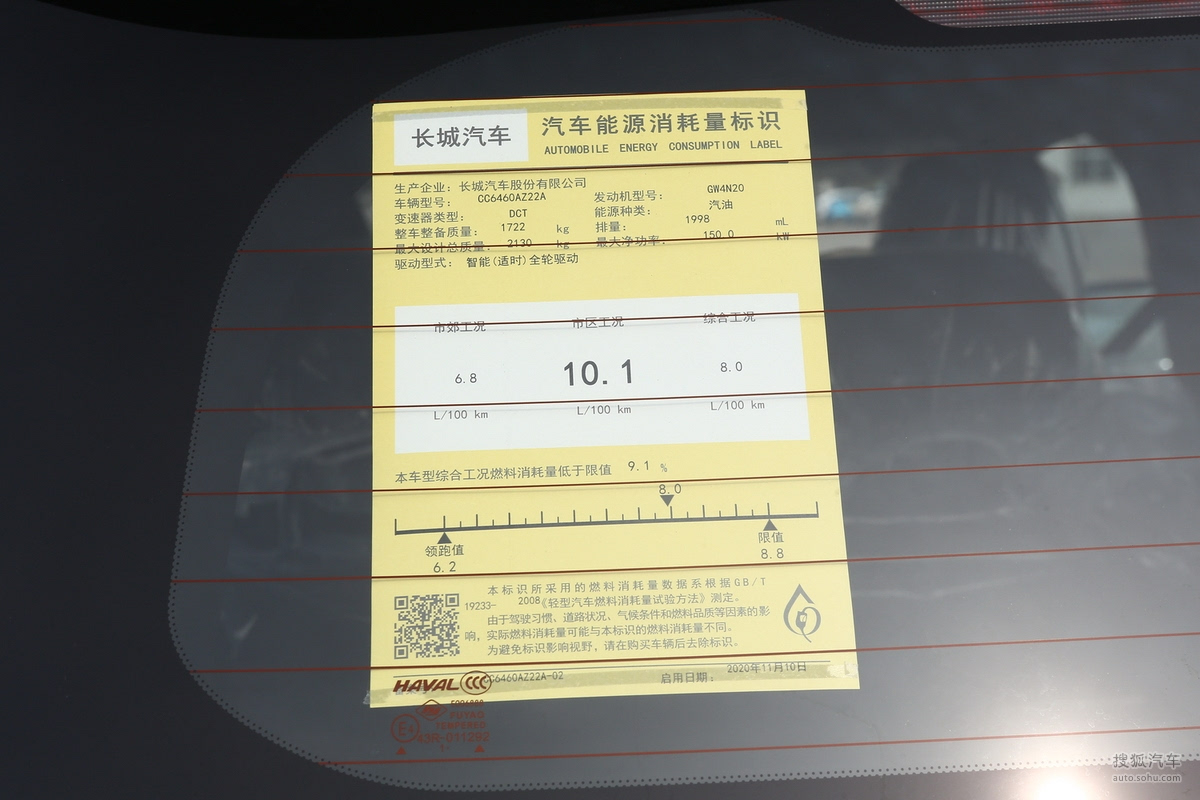 长城汽车
汽车能源消耗量标识
AUTOMOBILE ENERGY CONSUMPTION LABEL
生产企业：长城汽车股份有限公司
车辆型号： CC6460AZ22A 发动机型号： GW4N20
变速器类型： DCT 能源种类： 汽油
整车整备质量： 1722 kg 排量： 1998 mL
最大设计总质量： 2130 kg 最大净功率： 150.0 kW
驱动型式： 智能(适时)全轮驱动
市郊工况 市区工况 综合工况
6.8 10.1 8.0
L/100 km L/100 km L/100 km
本车型综合工况燃料消耗量低于限值 9.1 %
8.0
领跑值 限值
6.2 8.8
本标识所采用的燃料消耗量数据系根据GB/T
19233- 2008《轻型汽车燃料消耗量试验方法》测定。
由于驾驶习惯、道路状况、气候条件和燃料品质等因素的影
响，实际燃料消耗量可能与本标识的燃料消耗量不同。
为避免标识影响视野，请在购买车辆后去除标识。
CC6460AZ22A-02 启用日期： 2020年11月10日
HAVAL CCC
FUYAO
TEMPERED
43R-011292
搜狐汽车
auto.sohu.com